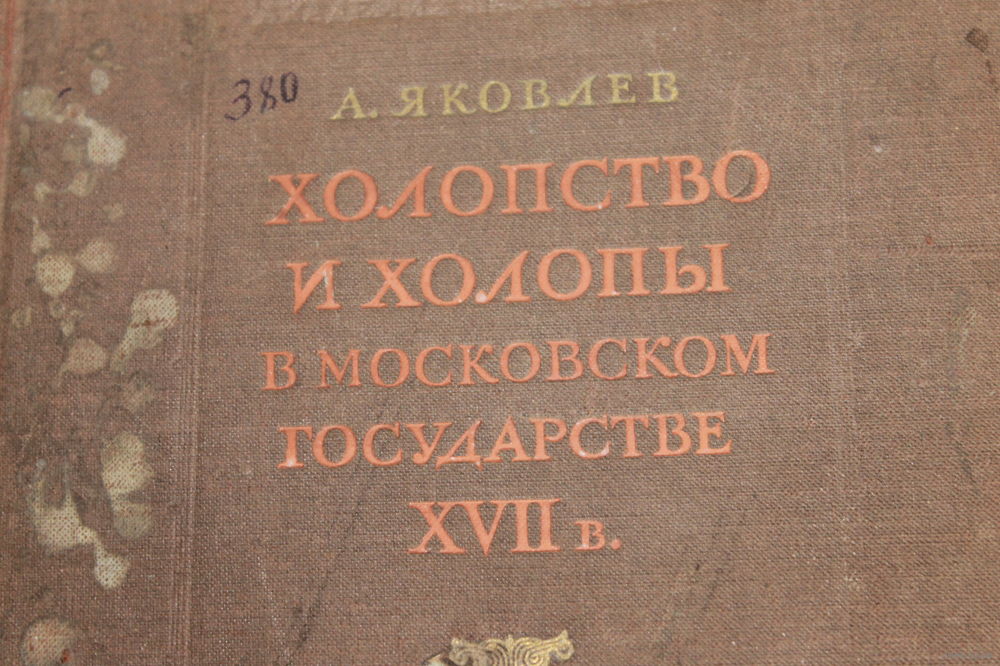 380
А. ЯКОВЛЕВ
ХОЛОПСТВО
И ХОЛОПЫ
В МОСКОВСКОМ
ГОСУДАРСТВЕ
XVII в.